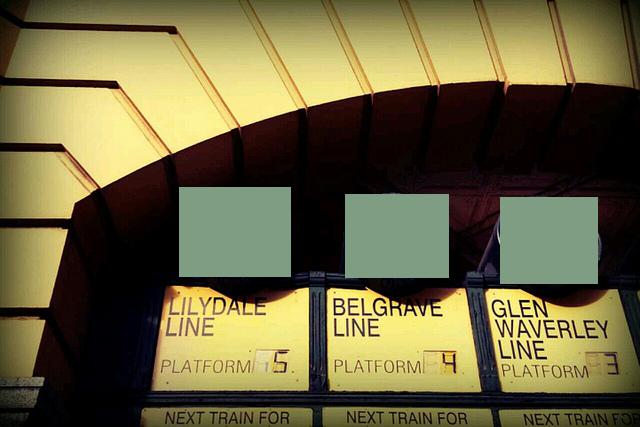 LILYDALE
LINE
PLATFORM 5
BELGRAVE
LINE
PLATFORM 4
GLEN
WAVERLEY
LINE
PLATFORM 3
NEXT TRAIN FOR
NEXT TRAIN FOR
NEXT TRAIN FOR